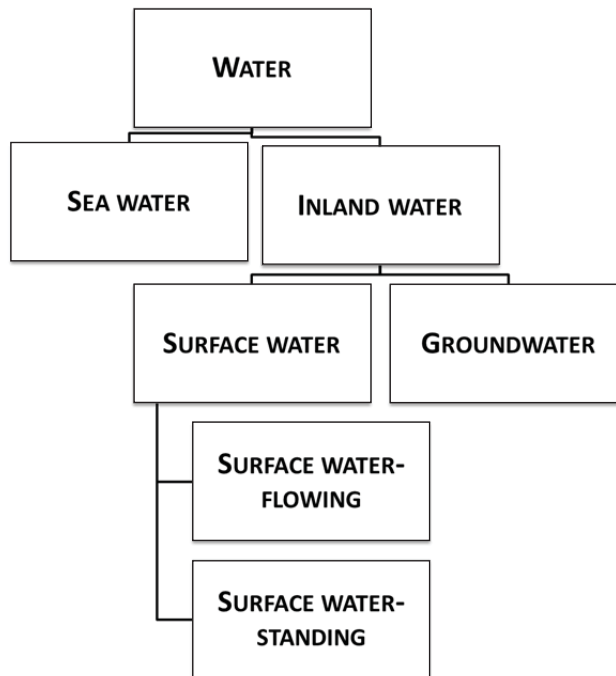 WATER
SEA WATER
INLAND WATER
SURFACE WATER
GROUNDWATER
SURFACE WATER-
FLOWING
SURFACE WATER-
STANDING